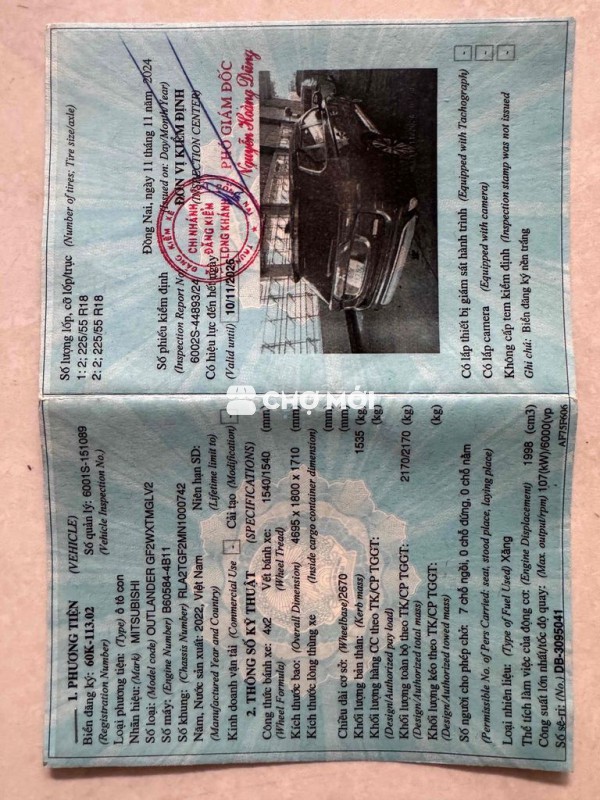 1. PHƯƠNG TIỆN (VEHICLE)
Biển đăng ký: 60K-113.02 Số quản lý: 6001S-151089
(Registration Number) (Vehicle Inspection No.)
Loại phương tiện: (Type) ô tô con
Nhãn hiệu: (Mark) MITSUBISHI
Số loại: (Model code) OUTLANDER GF2WXTMGLV2
Số máy: (Engine Number) B60584-4B11
Số khung: (Chassis Number) RLA2TGF2MN1000742
Năm, Nước sản xuất: 2022, Việt Nam Niên hạn SD:
(Manufactured Year and Country) (Lifetime limit to)
Kinh doanh vận tải (Commercial Use - Cải tạo (Modification)
2. THÔNG SỐ KỸ THUẬT (SPECIFICATIONS)
Công thức bánh xe: 4x2 Vết bánh xe: 1540/1540 (mm)
(Wheel Formula) (Wheel Tread)
Kích thước bao: (Overall Dimension) 4695 x 1800 x 1710 (mm)
Kích thước lòng thùng xe (Inside cargo container dimension)
(mm)
Chiều dài cơ sở: (Wheelbase)2670 (mm)
Khối lượng bản thân: (Kerb mass) 1535 (kg)
Khối lượng hàng CC theo TK/CP TGGT: (kg)
(Design/Authorized pay load)
Khối lượng toàn bộ theo TK/CP TGGT: 2170/2170 (kg)
(Design/Authorized total mass)
Khối lượng kéo theo TK/CP TGGT: (kg)
(Design/Authorized towed mass)
Số người cho phép chở: 7 chỗ ngồi, 0 chỗ đứng, 0 chỗ nằm
(Permissible No. of Pers Carried: seat, stood place, laying place)
Loại nhiên liệu: (Type of Fuel Used) Xăng
Thể tích làm việc của động cơ: (Engine Displacement) 1998 (cm3)
Công suất lớn nhất/tốc độ quay: (Max. output/rpm) 107(kW)/6000vp
Số sê-ri: (No.) DB-3095041 AF75F606
Số lượng lốp, cỡ lốp/trục (Number of tires; Tire size/axle)
1: 2; 225/55 R18
2: 2; 225/55 R18
Đồng Nai, ngày 11 tháng 11 năm 2024
(Issued on: Day/Month/Year)
Số phiếu kiểm định ĐƠN VỊ KIỂM ĐỊNH
(Inspection Report N (INSPECTION CENTER)
6002S-44893/24
Có hiệu lực đến hết ngày
(Valid until) 10/11/2026
ĐĂNG KIỂM XE
CHI NHÁNH
ĐĂNG KIỂM
LONG KHÁNH
PHÓ GIÁM ĐỐC
Nguyễn Hoàng Dũng
Có lắp thiết bị giám sát hành trình (Equipped with Tachograph) -
Có lắp camera (Equipped with camera) -
Không cấp tem kiểm định (Inspection stamp was not issued -
Ghi chú: Biển đăng ký nền trắng
CHỢ MỚI